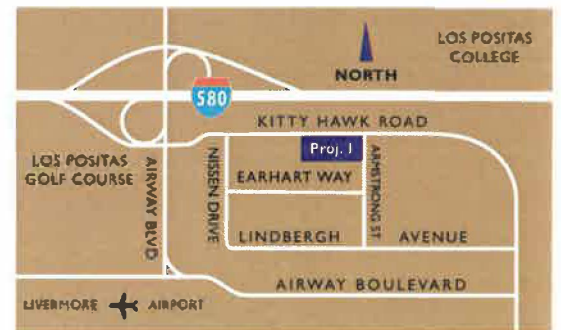 LOS POSITAS
COLLEGE
NORTH
580
KITTY HAWK ROAD
Proj. I
LOS POSITAS
GOLF COURSE
AIRWAY BLVD
NISSEN DRIVE
EARHART WAY
ARMSTRONG ST
LINDBERGH AVENUE
AIRWAY BOULEVARD
LIVERMORE AIRPORT